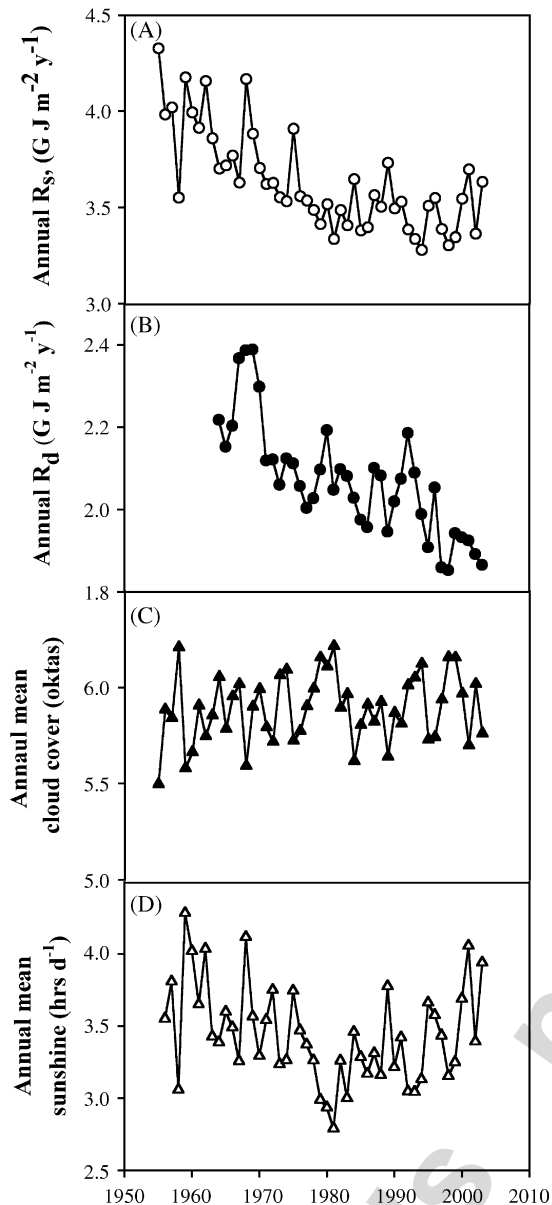 (A)
4.5
4.0
3.5
3.0
Annual Rs, (G J m-2 y-1)
(B)
2.4
2.2
2.0
1.8
Annual Rd (G J m-2 y-1)
(C)
6.0
5.5
5.0
Annaul mean
cloud cover (oktas)
(D)
4.0
3.5
3.0
2.5
Annual mean
sunshine (hrs d-1)
1950 1960 1970 1980 1990 2000 2010